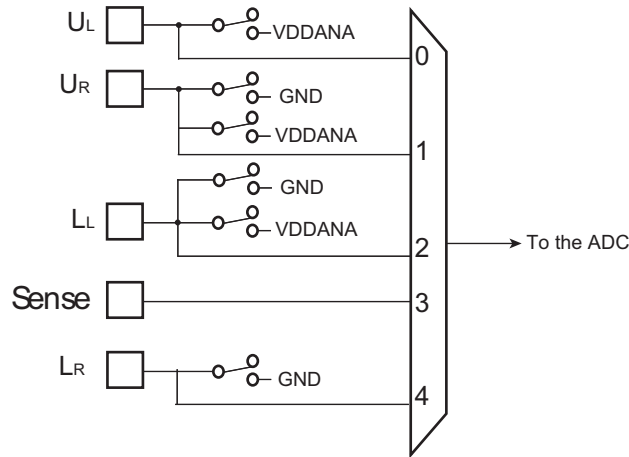 UL
VDDANA
0
UR
GND
VDDANA
1
GND
LL
VDDANA
2
To the ADC
Sense
3
LR
GND
4